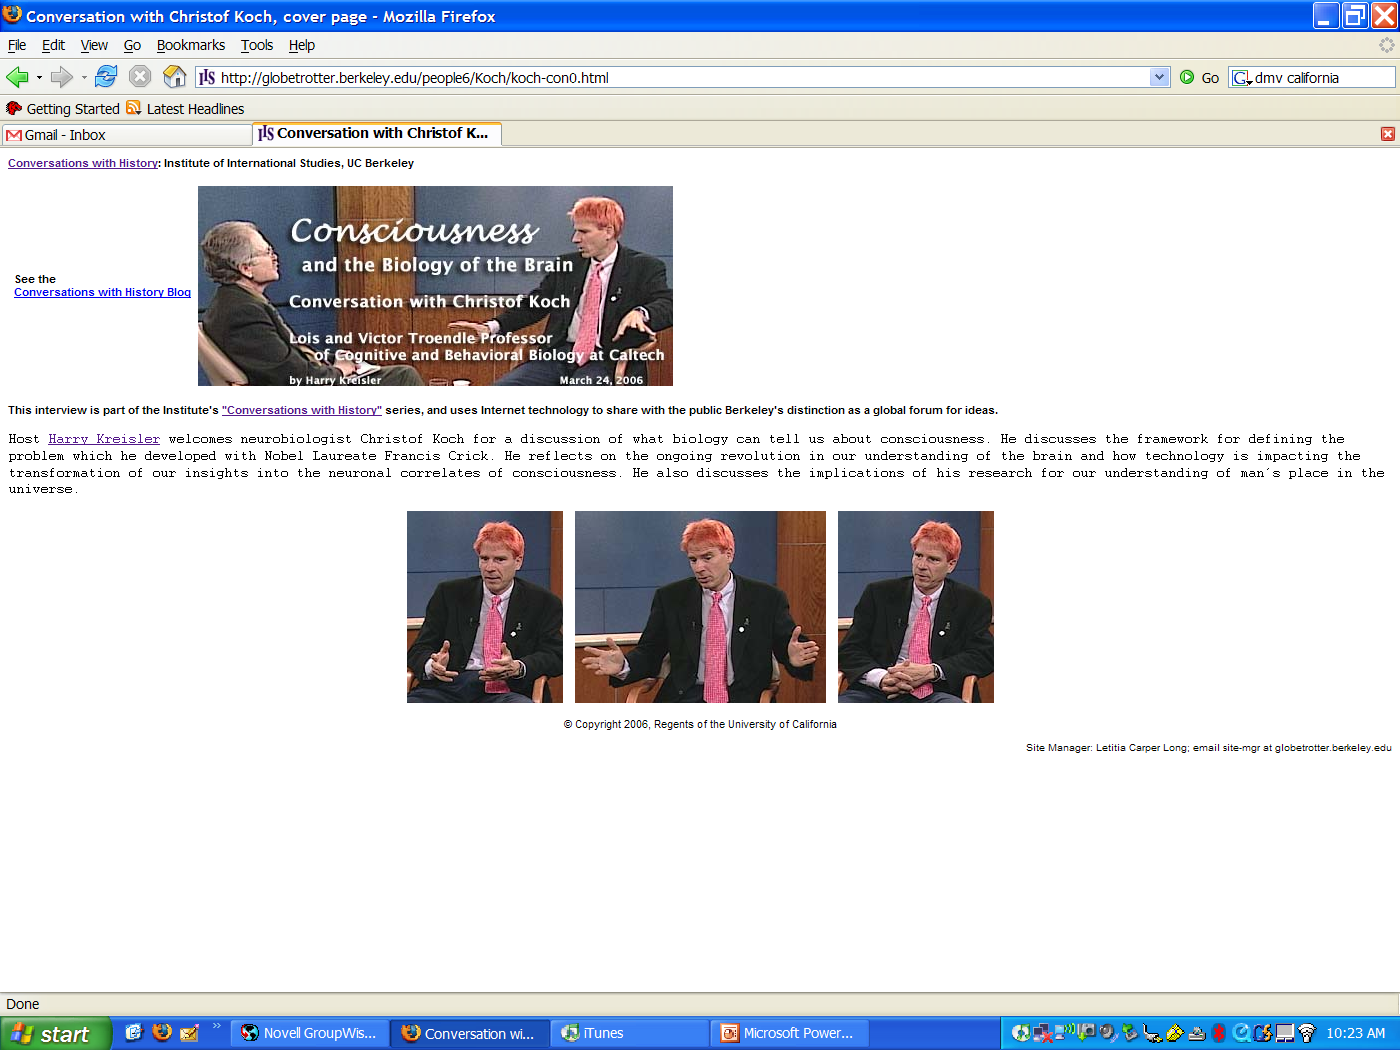 Conversation with Christof Koch, cover page - Mozilla Firefox
File Edit View Go Bookmarks Tools Help
http://globetrotter.berkeley.edu/people6/Koch/koch-con0.html Go dmv california
Getting Started Latest Headlines
Gmail - Inbox Conversation with Christof K...
Conversations with History: Institute of International Studies, UC Berkeley
Consciousness
and the Biology of the Brain
Conversation with Christof Koch
Lois and Victor Troendle Professor
of Cognitive and Behavioral Biology at Caltech
by Harry Kreisler March 24, 2006
See the
Conversations with History Blog
This interview is part of the Institute's "Conversations with History" series, and uses Internet technology to share with the public Berkeley's distinction as a global forum for ideas.
Host Harry Kreisler welcomes neurobiologist Christof Koch for a discussion of what biology can tell us about consciousness. He discusses the framework for defining the
problem which he developed with Nobel Laureate Francis Crick. He reflects on the ongoing revolution in our understanding of the brain and how technology is impacting the
transformation of our insights into the neuronal correlates of consciousness. He also discusses the implications of his research for our understanding of man´s place in the
universe.
© Copyright 2006, Regents of the University of California
Site Manager: Letitia Carper Long; email site-mgr at globetrotter.berkeley.edu
Done
start Novell GroupWis... Conversation wi... iTunes Microsoft Power... 10:23 AM